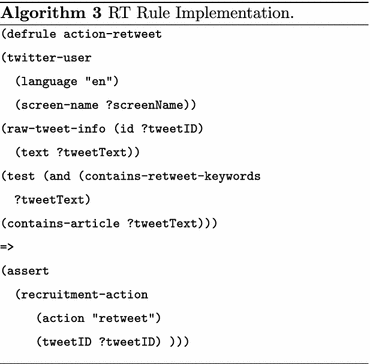 Algorithm 3 RT Rule Implementation.
(defrule action-retweet
(twitter-user
(language "en")
(screen-name ?screenName))
(raw-tweet-info (id ?tweetID)
(text ?tweetText))
(test (and (contains-retweet-keywords
?tweetText)
(contains-article ?tweetText)))
=>
(assert
(recruitment-action
(action "retweet")
(tweetID ?tweetID) )))